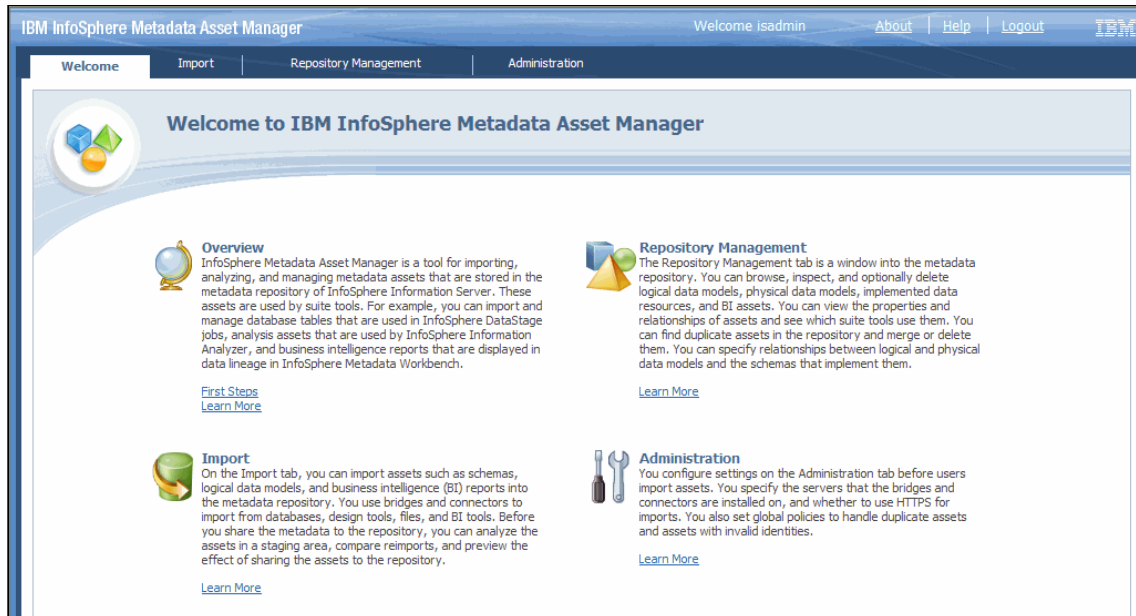 IBM InfoSphere Metadata Asset Manager
Welcome isadmin
About
Help
Logout
IBM
Welcome
Import
Repository Management
Administration
Welcome to IBM InfoSphere Metadata Asset Manager
Overview
InfoSphere Metadata Asset Manager is a tool for importing,
analyzing, and managing metadata assets that are stored in the
metadata repository of InfoSphere Information Server. These
assets are used by suite tools. For example, you can import and
manage database tables that are used in InfoSphere DataStage
jobs, analysis assets that are used by InfoSphere Information
Analyzer, and business intelligence reports that are displayed in
data lineage in InfoSphere Metadata Workbench.
First Steps
Learn More
Repository Management
The Repository Management tab is a window into the metadata
repository. You can browse, inspect, and optionally delete
logical data models, physical data models, implemented data
resources, and BI assets. You can view the properties and
relationships of assets and see which suite tools use them. You
can find duplicate assets in the repository and merge or delete
them. You can specify relationships between logical and physical
data models and the schemas that implement them.
Learn More
Import
On the Import tab, you can import assets such as schemas,
logical data models, and business intelligence (BI) reports into
the metadata repository. You use bridges and connectors to
import from databases, design tools, files, and BI tools. Before
you share the metadata to the repository, you can analyze the
assets in a staging area, compare reimports, and preview the
effect of sharing the assets to the repository.
Learn More
Administration
You configure settings on the Administration tab before users
import assets. You specify the servers that the bridges and
connectors are installed on, and whether to use HTTPS for
imports. You also set global policies to handle duplicate assets
and assets with invalid identities.
Learn More